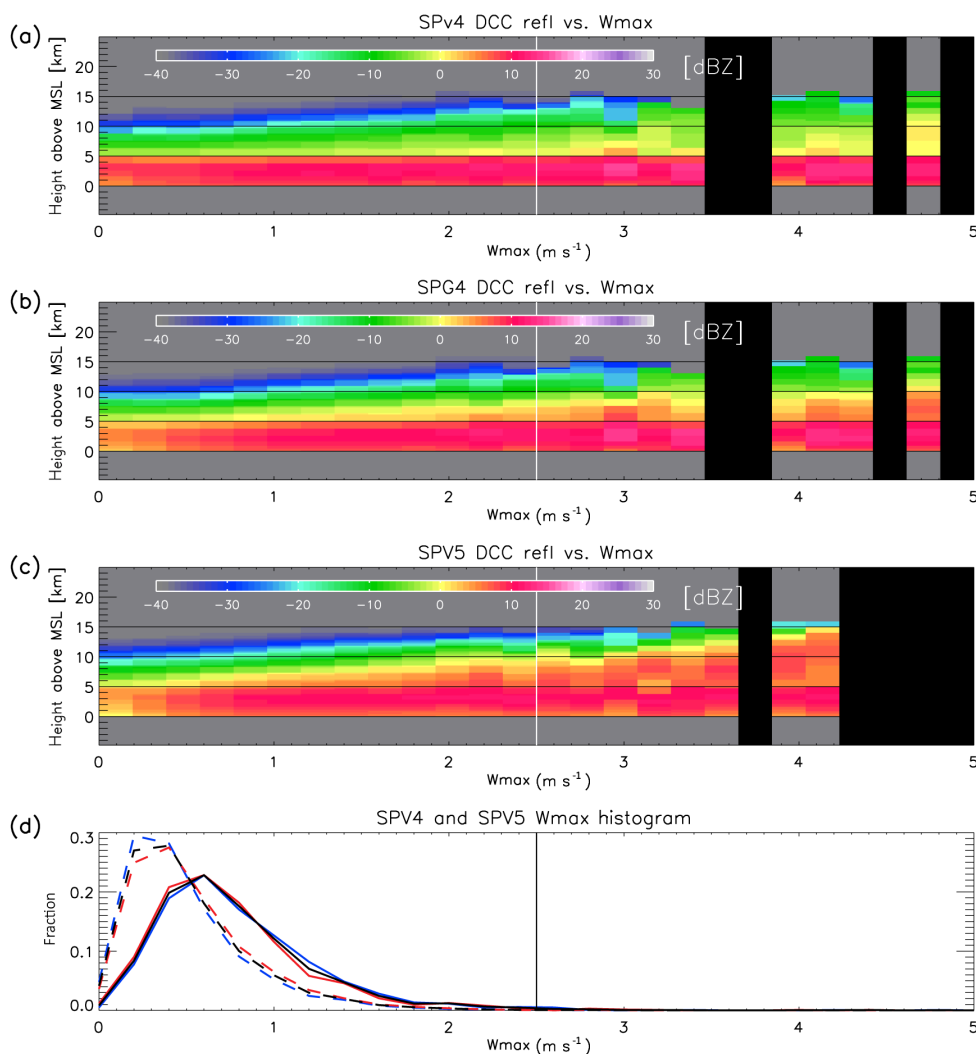 SPv4 DCC refl vs. Wmax
(a)
−40 −30 −20 −10 0 10 20 30
[dBZ]
Height above MSL [km]
20
15
10
5
0
0 1 2 3 4 5
Wmax (m s⁻¹)
SPG4 DCC refl vs. Wmax
(b)
−40 −30 −20 −10 0 10 20 30
[dBZ]
Height above MSL [km]
20
15
10
5
0
0 1 2 3 4 5
Wmax (m s⁻¹)
SPV5 DCC refl vs. Wmax
(c)
−40 −30 −20 −10 0 10 20 30
[dBZ]
Height above MSL [km]
20
15
10
5
0
0 1 2 3 4 5
Wmax (m s⁻¹)
SPV4 and SPV5 Wmax histogram
(d)
Fraction
0.3
0.2
0.1
0.0
0 1 2 3 4 5
Wmax (m s⁻¹)